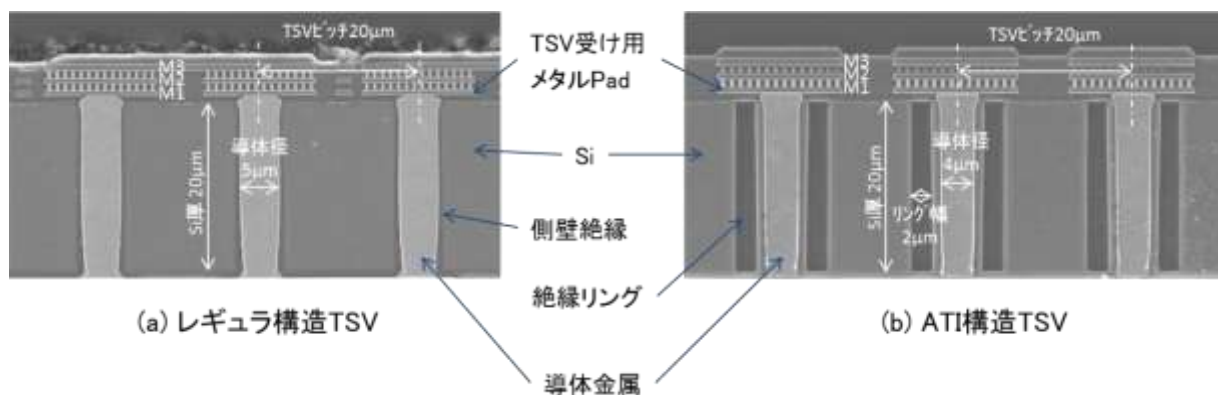 TSVピッチ20μm
M3
M2
M1
導体径
5μm
Si厚 20μm
TSV受け用
メタルPad
Si
側壁絶縁
絶縁リング
導体金属
TSVピッチ20μm
M3
M2
M1
導体径
4μm
Si厚 20μm
リング幅
2μm
(a) レギュラ構造TSV
(b) ATI構造TSV